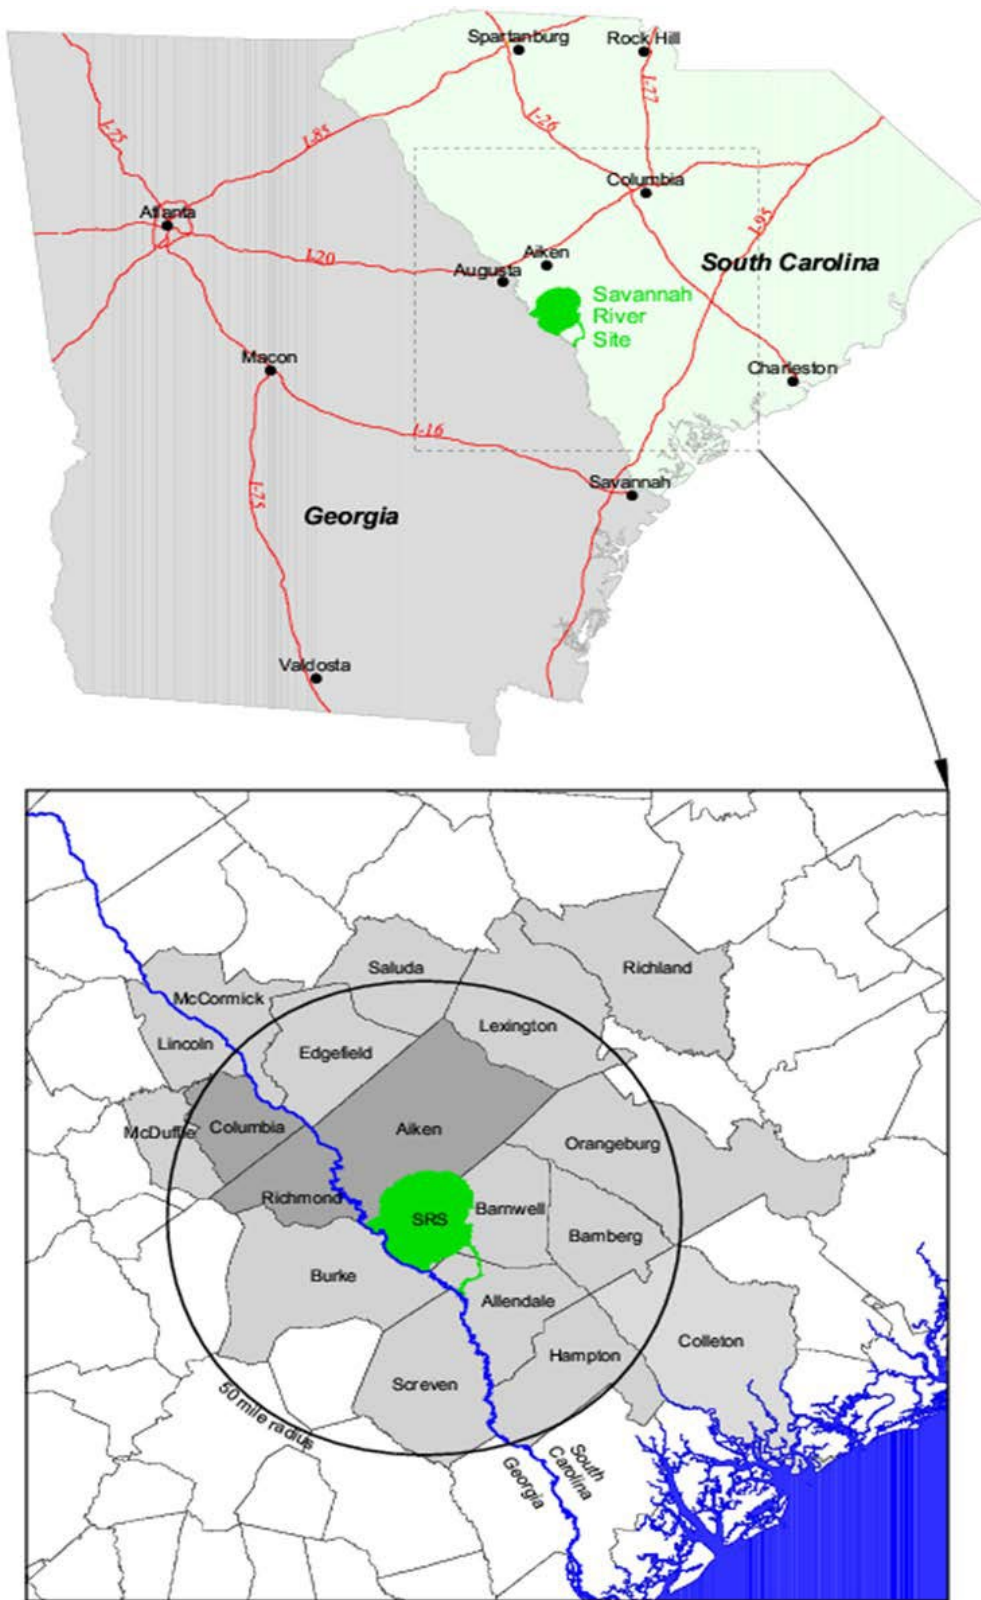 Spartanburg
Rock Hill
I-75
I-85
I-26
I-77
Columbia
Atlanta
I-20
Aiken
Augusta
I-95
South Carolina
Savannah
River
Site
Macon
Charleston
I-16
Savannah
I-75
Georgia
Valdosta
Saluda
Richland
McCormick
Lexington
Lincoln
Edgefield
McDuffie
Columbia
Aiken
Orangeburg
Richmond
SRS
Barnwell
Bamberg
Burke
Allendale
Colleton
Hampton
Screven
50 mile radius
Georgia
South
Carolina